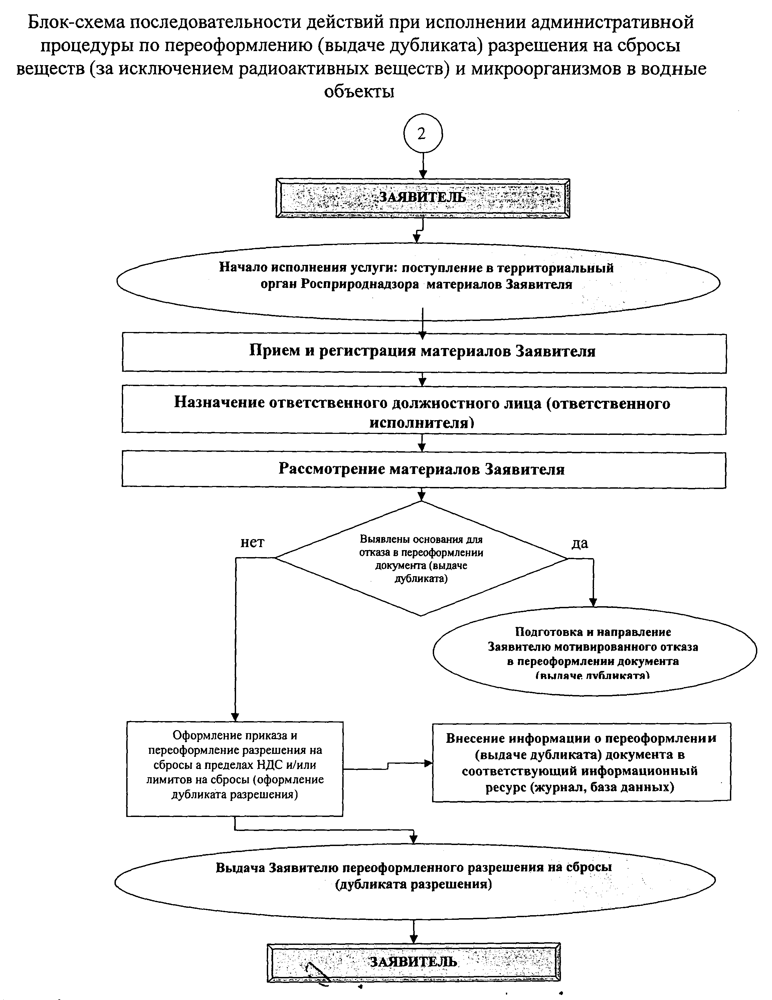 Блок-схема последовательности действий при исполнении административной
процедуры по переоформлению (выдаче дубликата) разрешения на сбросы
веществ (за исключением радиоактивных веществ) и микроорганизмов в водные
объекты
2
ЗАЯВИТЕЛЬ
Начало исполнения услуги: поступление в территориальный
орган Росприроднадзора материалов Заявителя
Прием и регистрация материалов Заявителя
Назначение ответственного должностного лица (ответственного
исполнителя)
Рассмотрение материалов Заявителя
нет
Выявлены основания для
отказа в переоформлении
документа (выдаче
дубликата)
да
Подготовка и направление
Заявителю мотивированного отказа
в переоформлении документа
(выдаче дубликата)
Оформление приказа и
переоформление разрешения на
сбросы а пределах НДС и/или
лимитов на сбросы (оформление
дубликата разрешения)
Внесение информации о переоформлении
(выдаче дубликата) документа в
соответствующий информационный
ресурс (журнал, база данных)
Выдача Заявителю переоформленного разрешения на сбросы
(дубликата разрешения)
ЗАЯВИТЕЛЬ